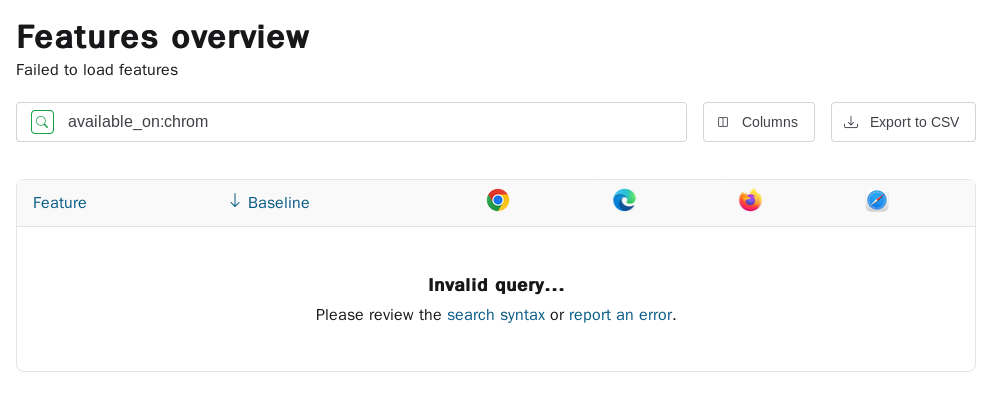 Features overview
Failed to load features
available_on:chrom
Columns
Export to CSV
Feature
Baseline
Invalid query...
Please review the search syntax or report an error.